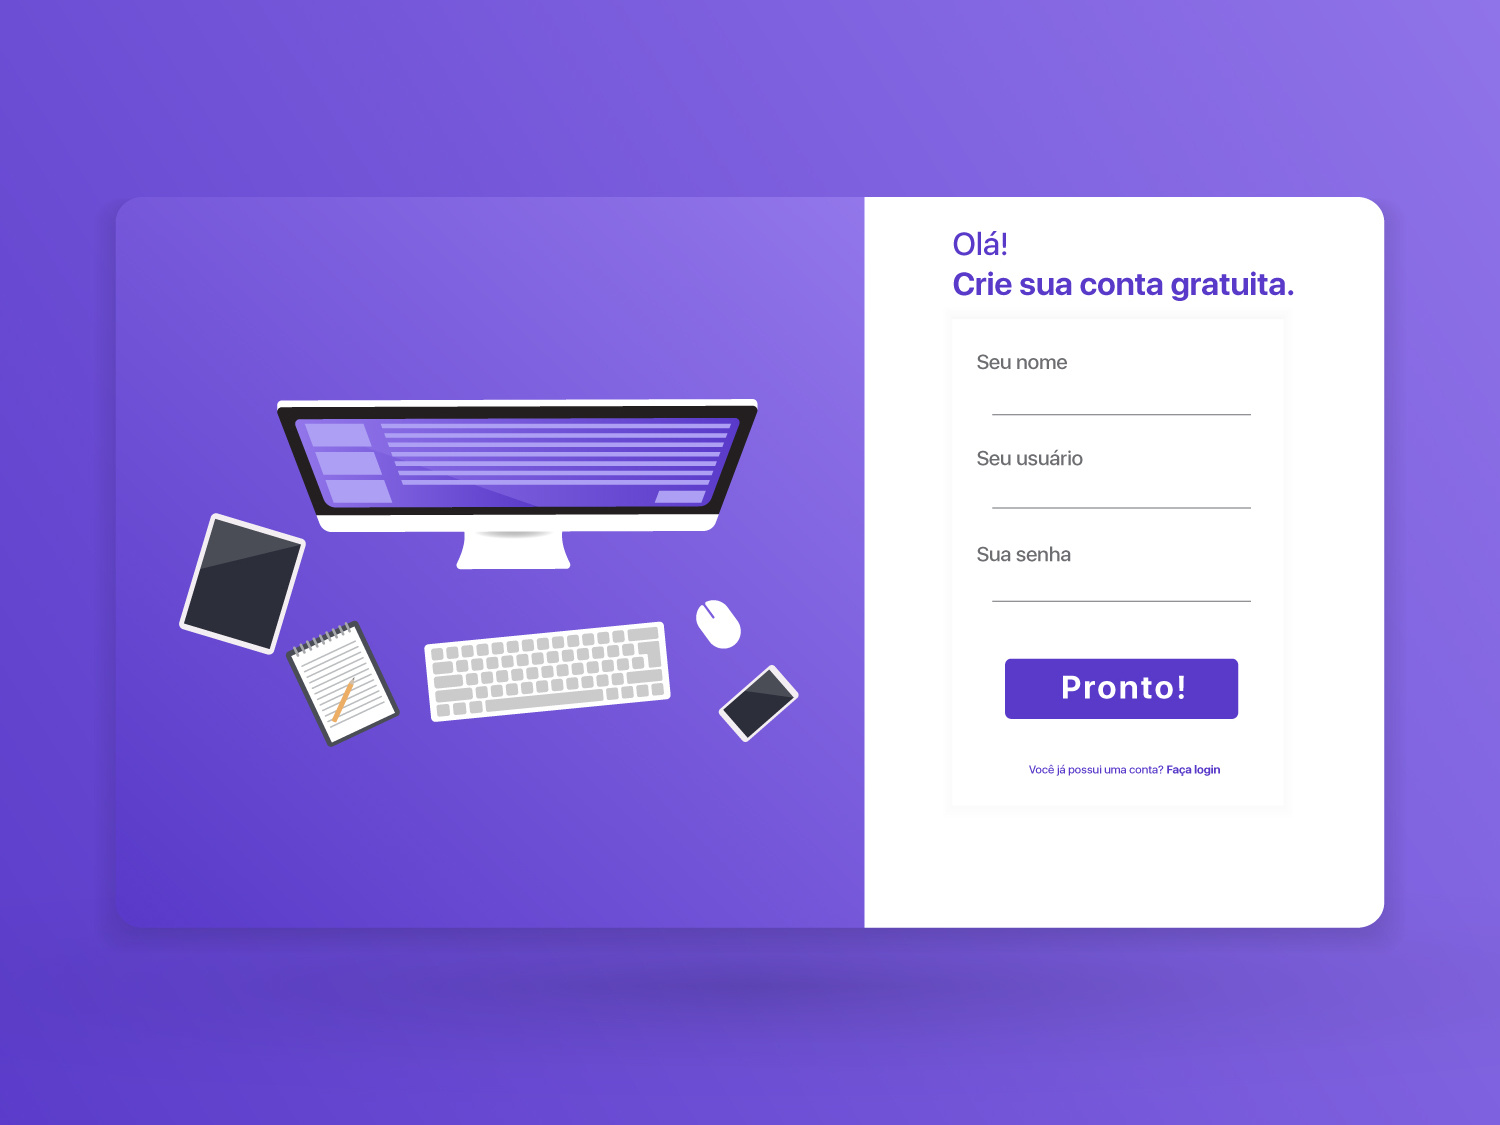 Olá!
Crie sua conta gratuita.
Seu nome
Seu usuário
Sua senha
Pronto!
Você já possui uma conta? Faça login